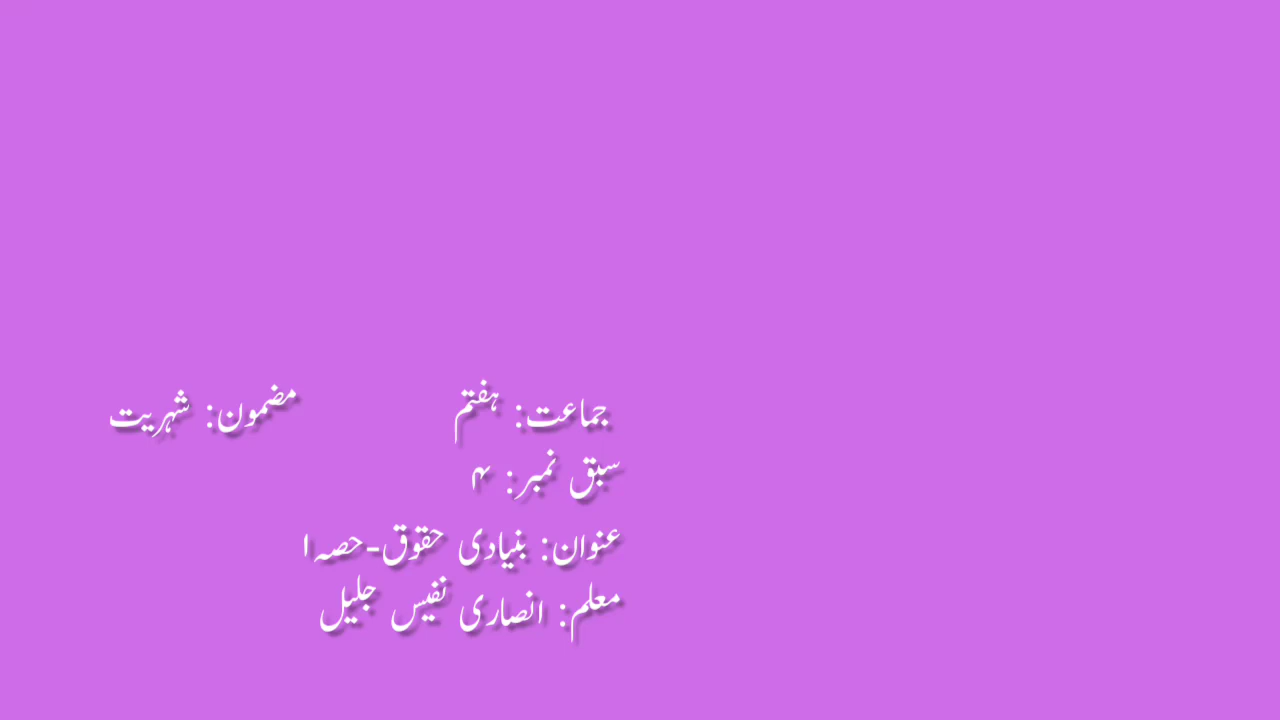 جماعت: ہفتم مضمون: شہریت
سبق نمبر: ۴
عنوان: بنیادی حقوق-حصہ ۱
معلم: انصاری نفیس جلیل